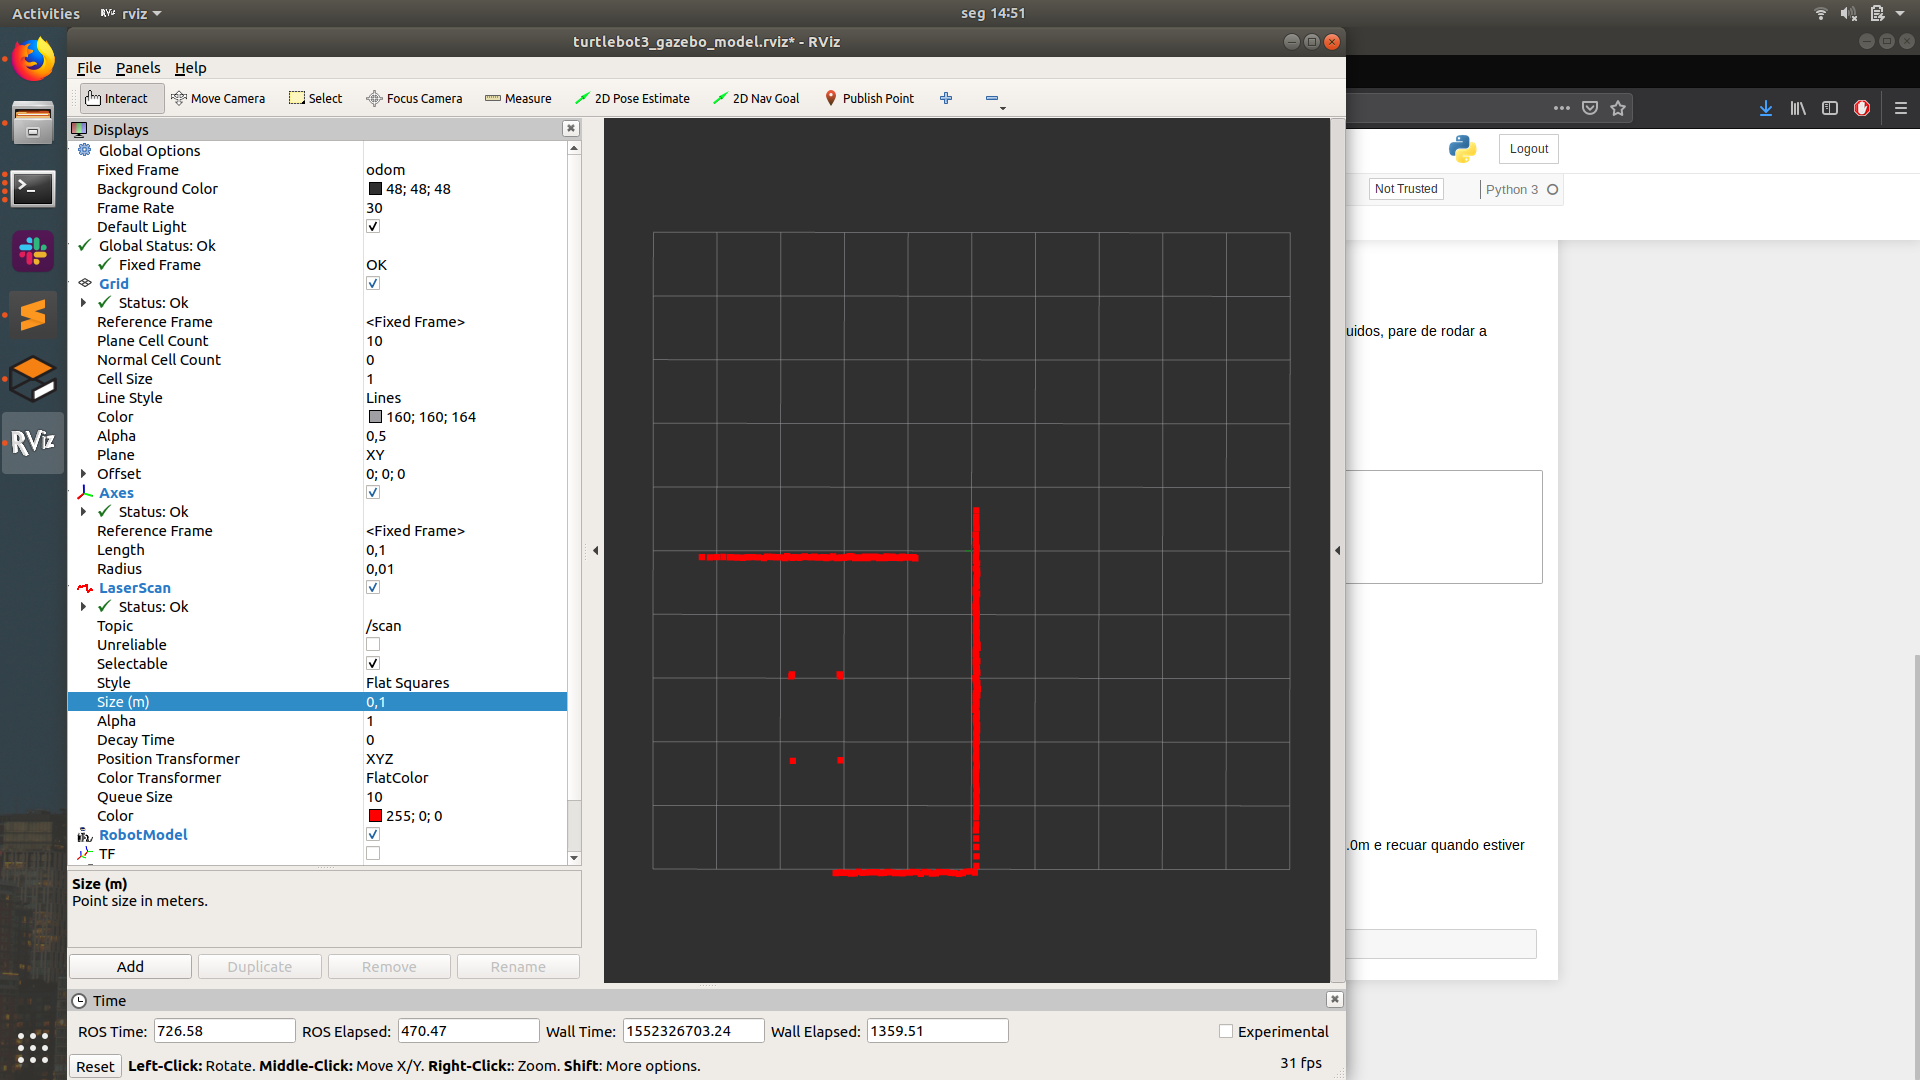 Activities
rviz
seg 14:51
turtlebot3_gazebo_model.rviz* - RViz
File Panels Help
Interact Move Camera Select Focus Camera Measure 2D Pose Estimate 2D Nav Goal Publish Point
Displays
Global Options
Fixed Frame odom
Background Color 48; 48; 48
Frame Rate 30
Default Light
Global Status: Ok
Fixed Frame OK
Grid
Status: Ok
Reference Frame <Fixed Frame>
Plane Cell Count 10
Normal Cell Count 0
Cell Size 1
Line Style Lines
Color 160; 160; 164
Alpha 0,5
Plane XY
Offset 0; 0; 0
Axes
Status: Ok
Reference Frame <Fixed Frame>
Length 0,1
Radius 0,01
LaserScan
Status: Ok
Topic /scan
Unreliable
Selectable
Style Flat Squares
Size (m) 0,1
Alpha 1
Decay Time 0
Position Transformer XYZ
Color Transformer FlatColor
Queue Size 10
Color 255; 0; 0
RobotModel
TF
Size (m)
Point size in meters.
Add Duplicate Remove Rename
Time
ROS Time: 726.58 ROS Elapsed: 470.47 Wall Time: 1552326703.24 Wall Elapsed: 1359.51 Experimental
Reset Left-Click: Rotate. Middle-Click: Move X/Y. Right-Click:: Zoom. Shift: More options. 31 fps
RViz
Logout
Not Trusted Python 3
uidos, pare de rodar a
.0m e recuar quando estiver